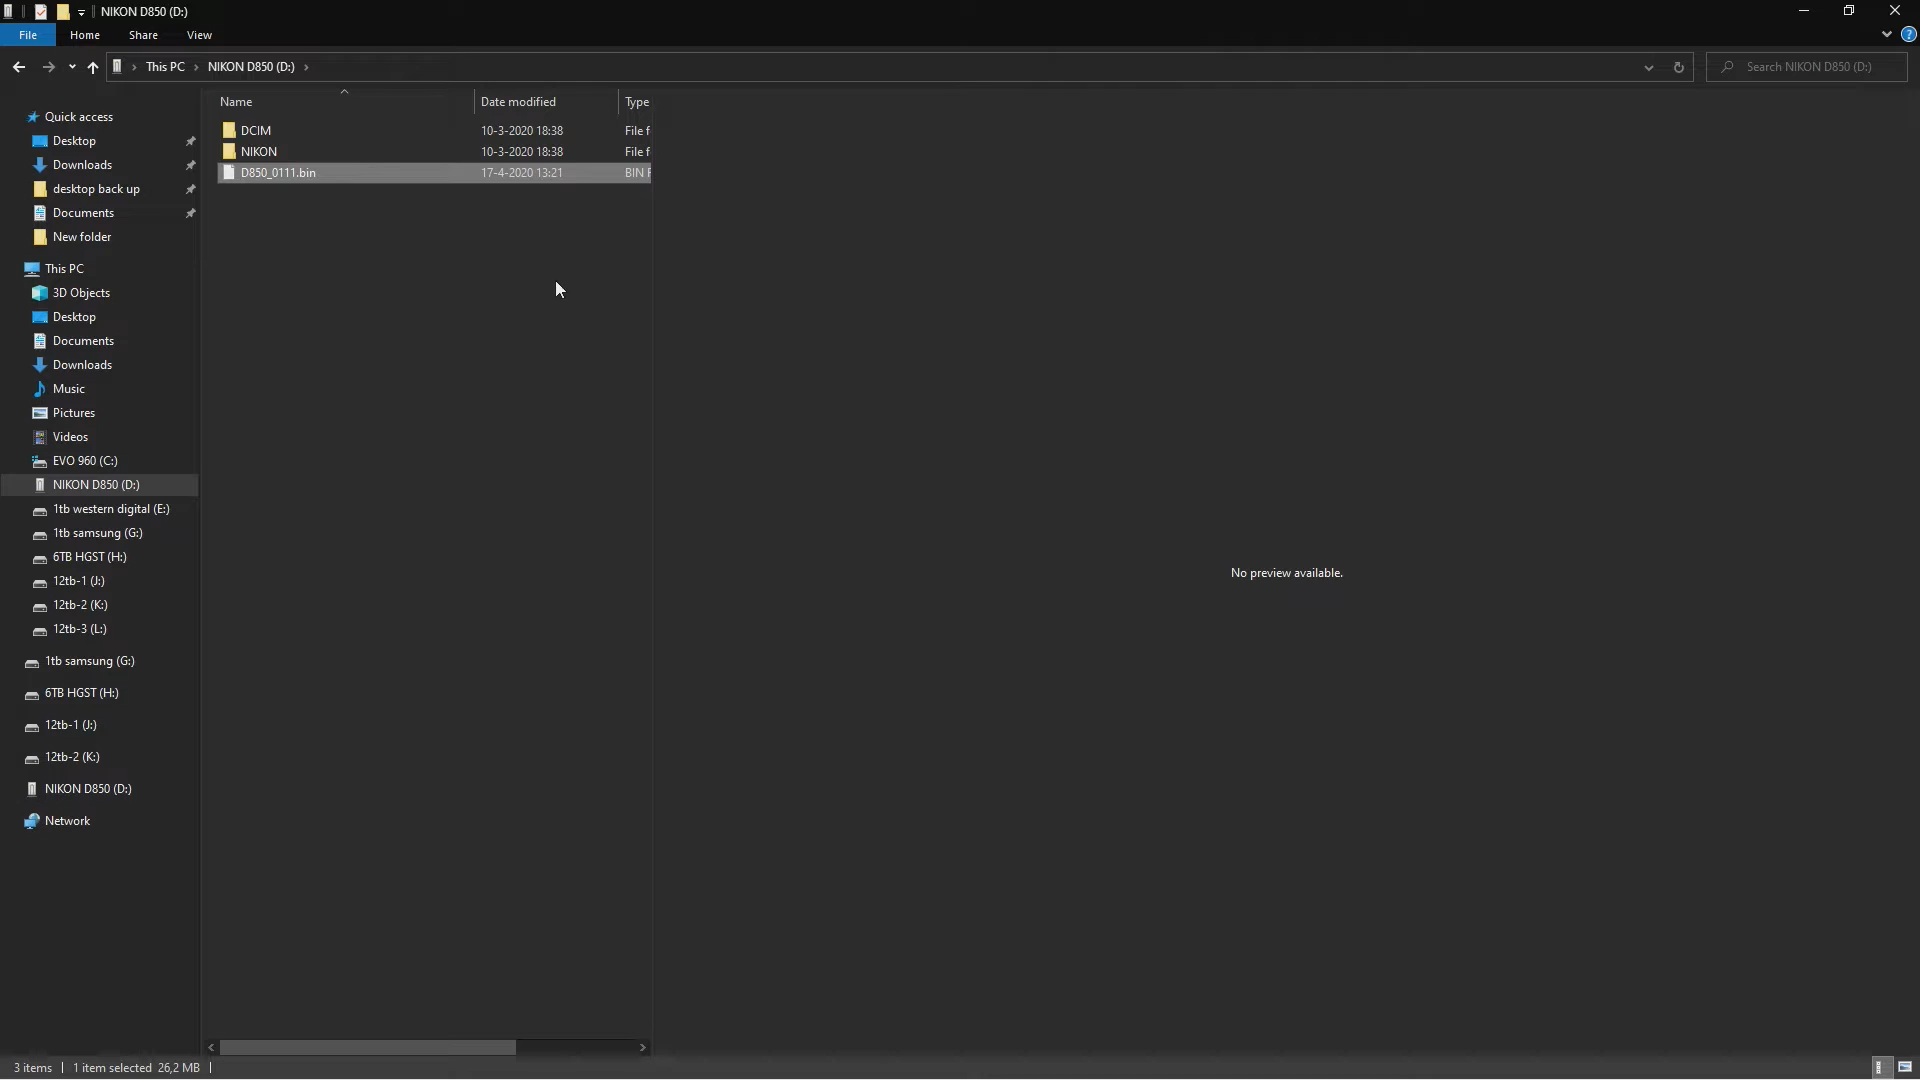 NIKON D850 (D:)
File Home Share View
This PC NIKON D850 (D:) Search NIKON D850 (D:)
Name Date modified Type
DCIM 10-3-2020 18:38 File f
NIKON 10-3-2020 18:38 File f
D850_0111.bin 17-4-2020 13:21 BIN F
Quick access
Desktop
Downloads
desktop back up
Documents
New folder
This PC
3D Objects
Desktop
Documents
Downloads
Music
Pictures
Videos
EVO 960 (C:)
NIKON D850 (D:)
1tb western digital (E:)
1tb samsung (G:)
6TB HGST (H:)
12tb-1 (J:)
12tb-2 (K:)
12tb-3 (L:)
1tb samsung (G:)
6TB HGST (H:)
12tb-1 (J:)
12tb-2 (K:)
NIKON D850 (D:)
Network
No preview available.
3 items 1 item selected 26,2 MB